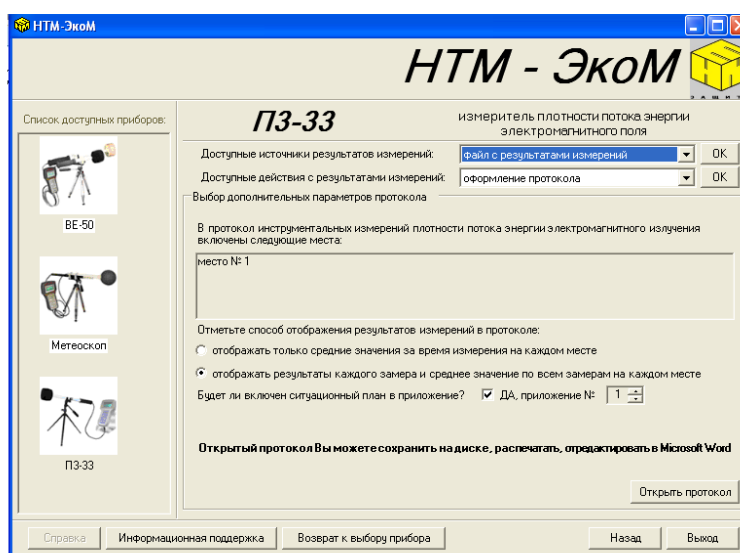 НТМ-ЭкоМ
НТМ - ЭкоМ
ЗАЩИТ
Список доступных приборов:
ВЕ-50
Метеоскоп
П3-33
П3-33
измеритель плотности потока энергии
электромагнитного поля
Доступные источники результатов измерений:
файл с результатами измерений
OK
Доступные действия с результатами измерений:
оформление протокола
OK
Выбор дополнительных параметров протокола
В протокол инструментальных измерений плотности потока энергии электромагнитного излучения
включены следующие места:
место № 1
Отметьте способ отображения результатов измерений в протоколе:
отображать только средние значения за время измерения на каждом месте
отображать результаты каждого замера и среднее значение по всем замерам на каждом месте
Будет ли включен ситуационный план в приложение?
ДА, приложение №
1
Открытый протокол Вы можете сохранить на диске, распечатать, отредактировать в Microsoft Word
Открыть протокол
Справка
Информационная поддержка
Возврат к выбору прибора
Назад
Выход